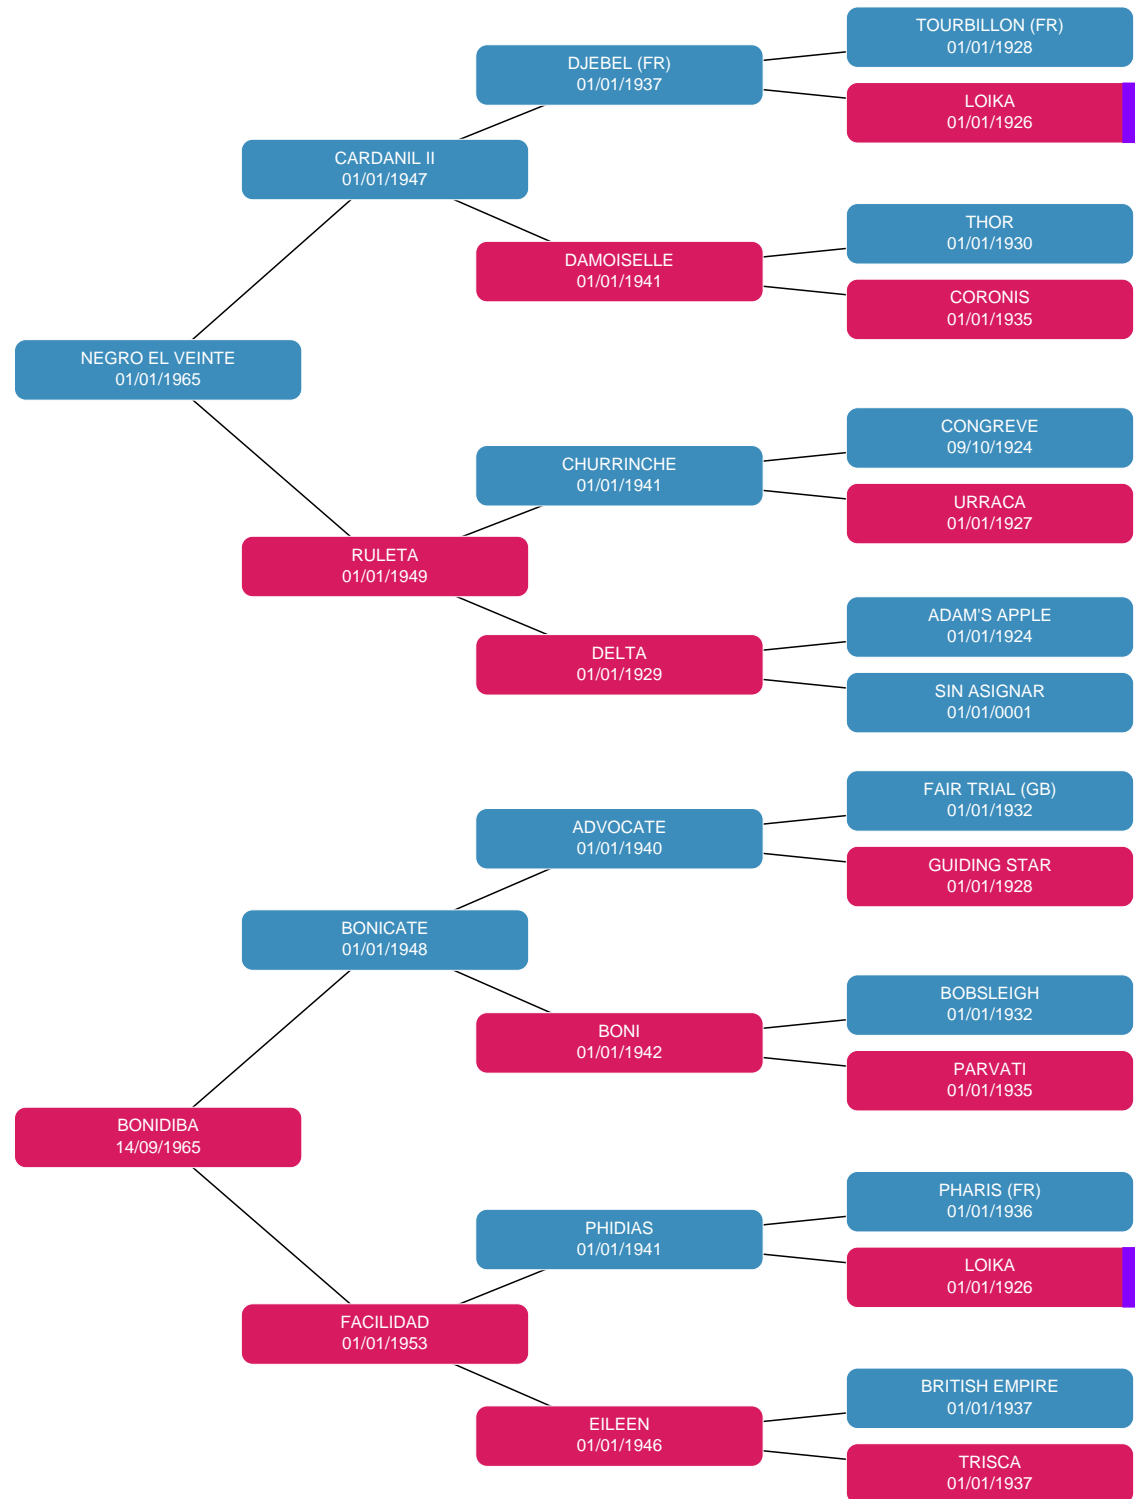 TOURBILLON (FR)
01/01/1928
DJEBEL (FR)
01/01/1937
LOIKA
01/01/1926
CARDANIL II
01/01/1947
THOR
01/01/1930
DAMOISELLE
01/01/1941
CORONIS
01/01/1935
NEGRO EL VEINTE
01/01/1965
CONGREVE
09/10/1924
CHURRINCHE
01/01/1941
URRACA
01/01/1927
RULETA
01/01/1949
ADAM'S APPLE
01/01/1924
DELTA
01/01/1929
SIN ASIGNAR
01/01/0001
FAIR TRIAL (GB)
01/01/1932
ADVOCATE
01/01/1940
GUIDING STAR
01/01/1928
BONICATE
01/01/1948
BOBSLEIGH
01/01/1932
BONI
01/01/1942
PARVATI
01/01/1935
BONIDIBA
14/09/1965
PHARIS (FR)
01/01/1936
PHIDIAS
01/01/1941
LOIKA
01/01/1926
FACILIDAD
01/01/1953
BRITISH EMPIRE
01/01/1937
EILEEN
01/01/1946
TRISCA
01/01/1937